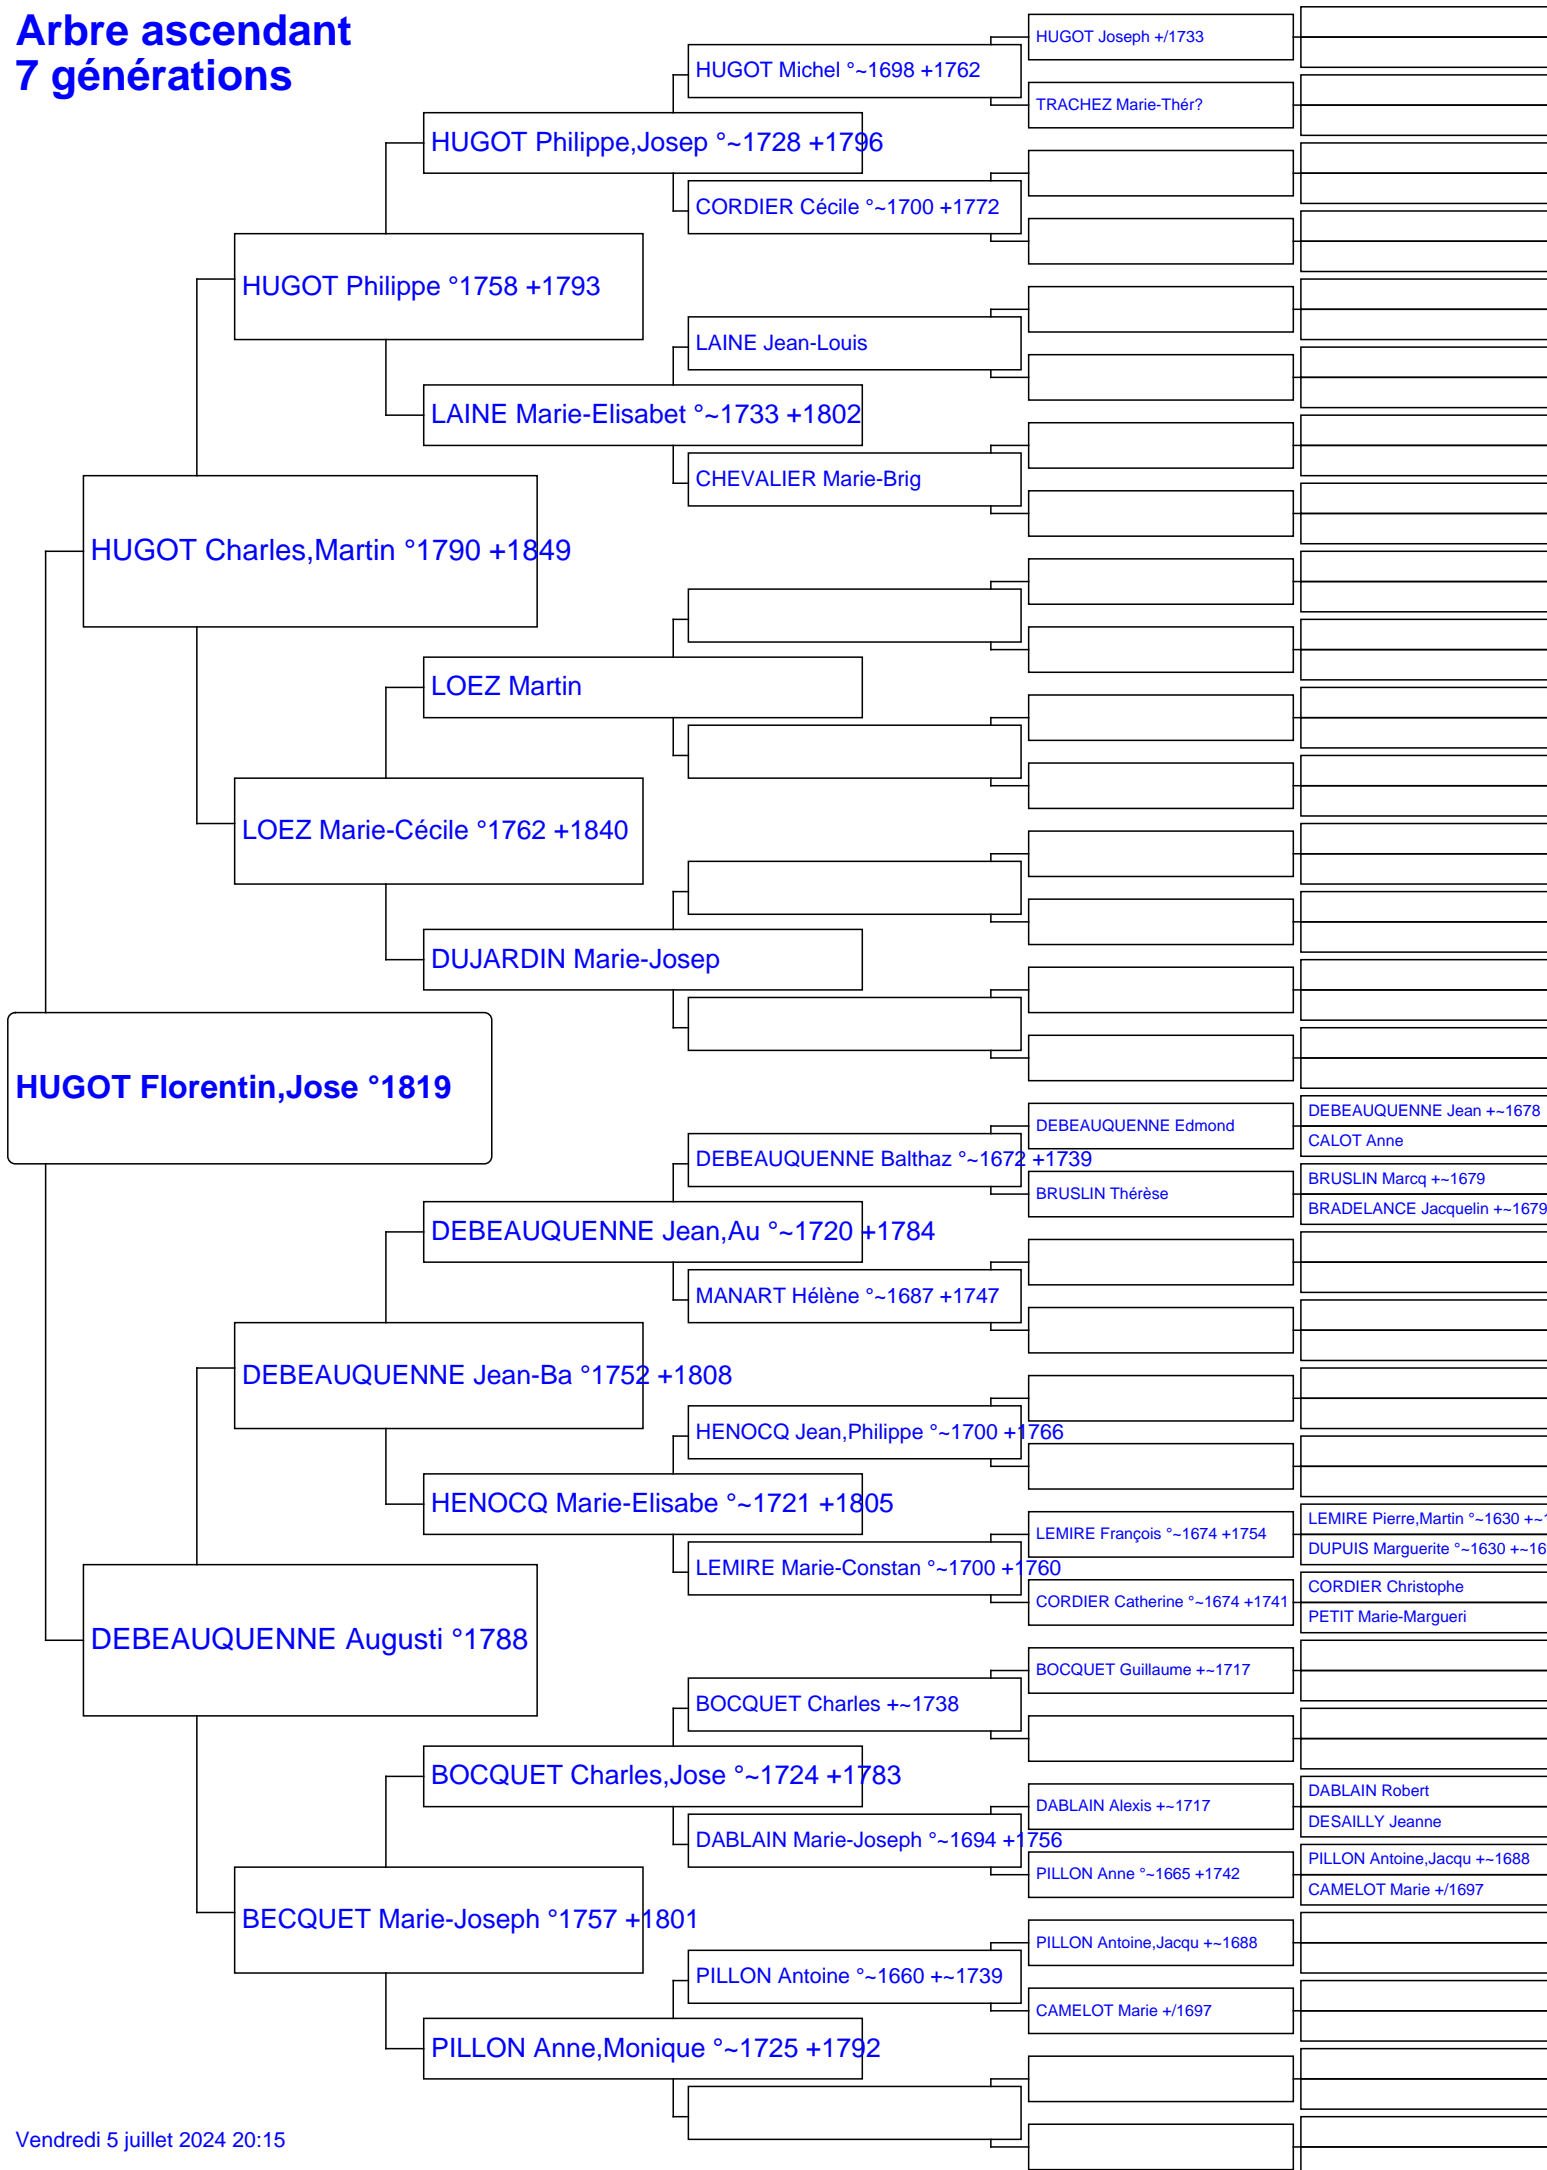 Arbre ascendant
7 générations
HUGOT Joseph +/1733
HUGOT Michel °~1698 +1762
TRACHEZ Marie-Thér?
HUGOT Philippe,Josep °~1728 +1796
CORDIER Cécile °~1700 +1772
HUGOT Philippe °1758 +1793
LAINE Jean-Louis
LAINE Marie-Elisabet °~1733 +1802
CHEVALIER Marie-Brig
HUGOT Charles,Martin °1790 +1849
LOEZ Martin
LOEZ Marie-Cécile °1762 +1840
DUJARDIN Marie-Josep
HUGOT Florentin,Jose °1819
DEBEAUQUENNE Jean +~1678
DEBEAUQUENNE Edmond
CALOT Anne
DEBEAUQUENNE Balthaz °~1672 +1739
BRUSLIN Marcq +~1679
BRUSLIN Thérèse
BRADELANCE Jacquelin +~1679
DEBEAUQUENNE Jean,Au °~1720 +1784
MANART Hélène °~1687 +1747
DEBEAUQUENNE Jean-Ba °1752 +1808
HENOCQ Jean,Philippe °~1700 +1766
HENOCQ Marie-Elisabe °~1721 +1805
LEMIRE Pierre,Martin °~1630 +~1
LEMIRE François °~1674 +1754
DUPUIS Marguerite °~1630 +~16
LEMIRE Marie-Constan °~1700 +1760
CORDIER Christophe
CORDIER Catherine °~1674 +1741
PETIT Marie-Margueri
DEBEAUQUENNE Augusti °1788
BOCQUET Guillaume +~1717
BOCQUET Charles +~1738
BOCQUET Charles,Jose °~1724 +1783
DABLAIN Robert
DABLAIN Alexis +~1717
DESAILLY Jeanne
DABLAIN Marie-Joseph °~1694 +1756
PILLON Antoine,Jacqu +~1688
PILLON Anne °~1665 +1742
CAMELOT Marie +/1697
BECQUET Marie-Joseph °1757 +1801
PILLON Antoine,Jacqu +~1688
PILLON Antoine °~1660 +~1739
CAMELOT Marie +/1697
PILLON Anne,Monique °~1725 +1792
Vendredi 5 juillet 2024 20:15